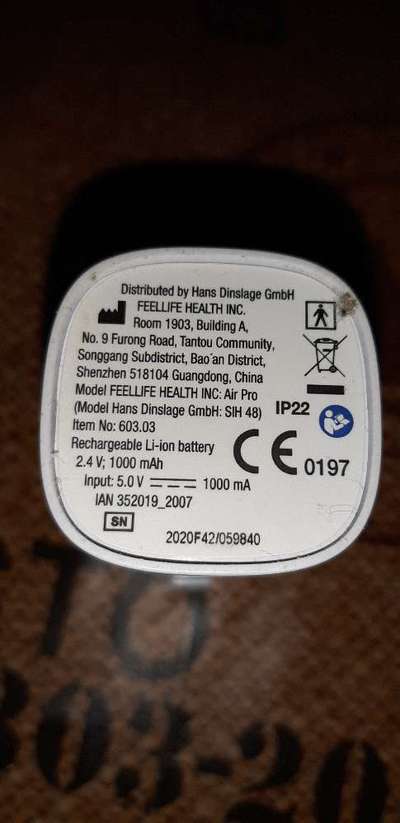 Distributed by Hans Dinslage GmbH
FEELLIFE HEALTH INC.
Room 1903, Building A,
No. 9 Furong Road, Tantou Community,
Songgang Subdistrict, Bao´an District,
Shenzhen 518104 Guangdong, China
Model FEELLIFE HEALTH INC: Air Pro
(Model Hans Dinslage GmbH: SIH 48)
IP22
Item No: 603.03
Rechargeable Li-ion battery
2.4 V; 1000 mAh
CE 0197
Input: 5.0 V 1000 mA
IAN 352019_2007
SN
2020F42/059840
303-20